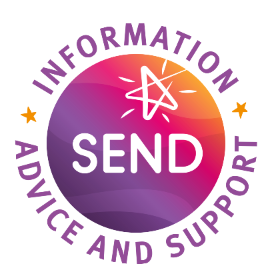 INFORMATION
SEND
ADVICE AND SUPPORT